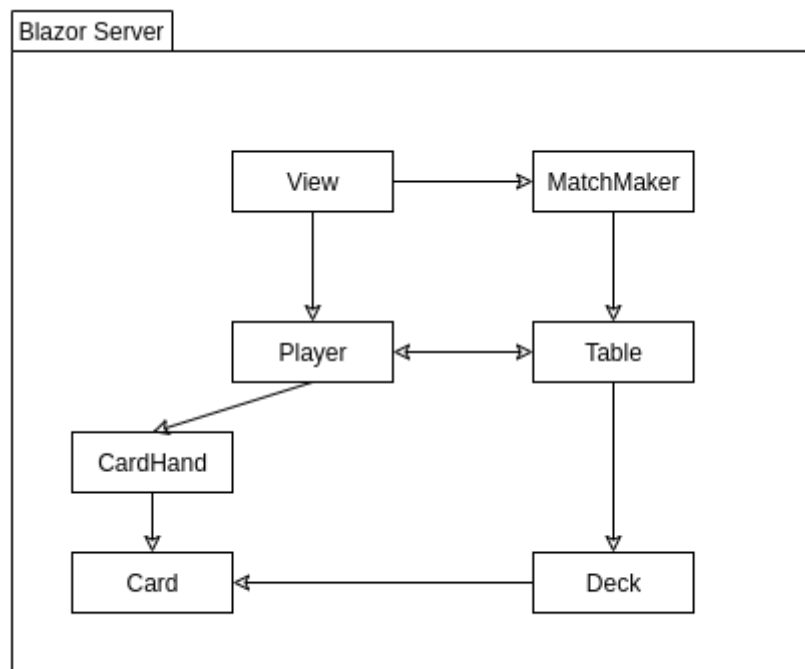 Blazor Server
View
MatchMaker
Player
Table
CardHand
Card
Deck